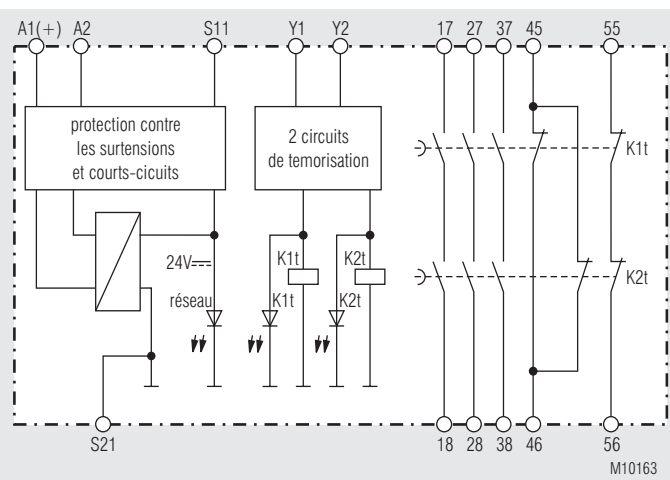 A1(+) A2 S11 Y1 Y2 17 27 37 45 55
protection contre
les surtensions
et courts-cicuits
2 circuits
de temorisation
K1t
24V
K1t
K2t
K2t
réseau
K1t
K2t
S21
18 28 38 46 56
M10163